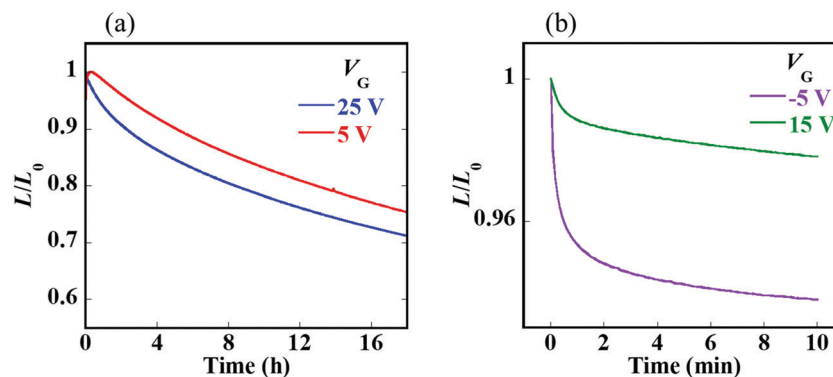 (a)
V_G
25 V
5 V
1
0.9
0.8
0.7
0.6
L/L_0
0 4 8 12 16
Time (h)
(b)
V_G
-5 V
15 V
1
0.96
L/L_0
0 2 4 6 8 10
Time (min)